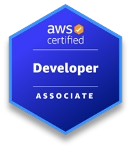 aws
certified
Developer
ASSOCIATE